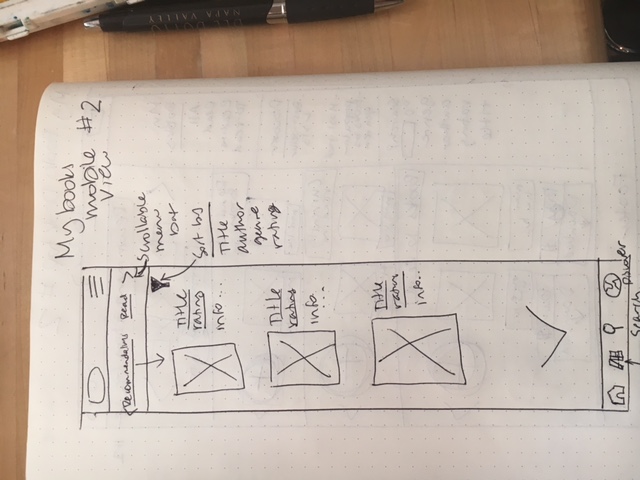 My books
mobile #2
view
Recommendations Read
Scrollable
menu
bar
Sort by
Title
author
genre
rating
Title
rating
info...
Title
rating
info...
Title
rating
info..
Discover
Search
NAPA VALLEY